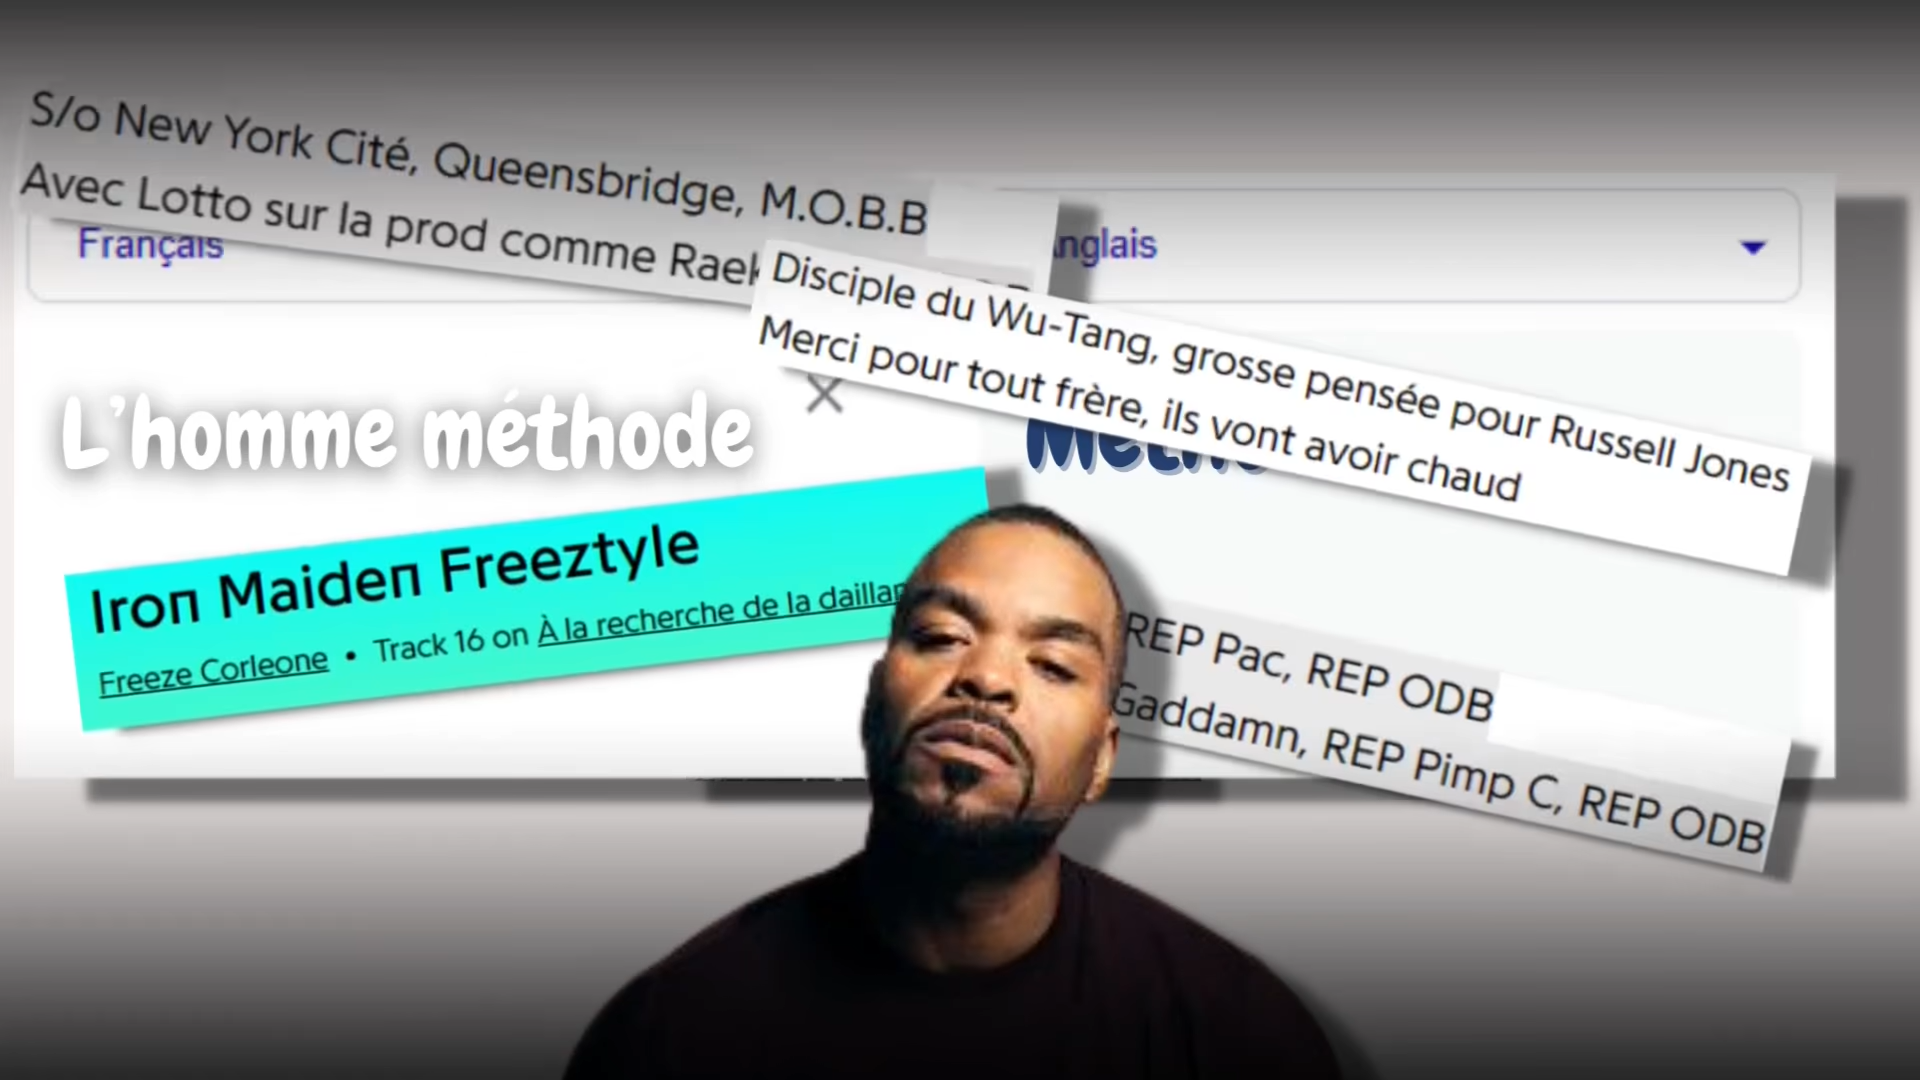 S/o New York Cité, Queensbridge, M.O.B.B
Avec Lotto sur la prod comme
Français
Anglais
Disciple du Wu-Tang, grosse pensée pour Russell Jones
Merci pour tout frère, ils vont avoir chaud
L'homme méthode
Iron Maiden Freeztyle
Freeze Corleone • Track 16 on À la recherche de la
REP Pac, REP ODB
Gaddamn, REP Pimp C, REP ODB